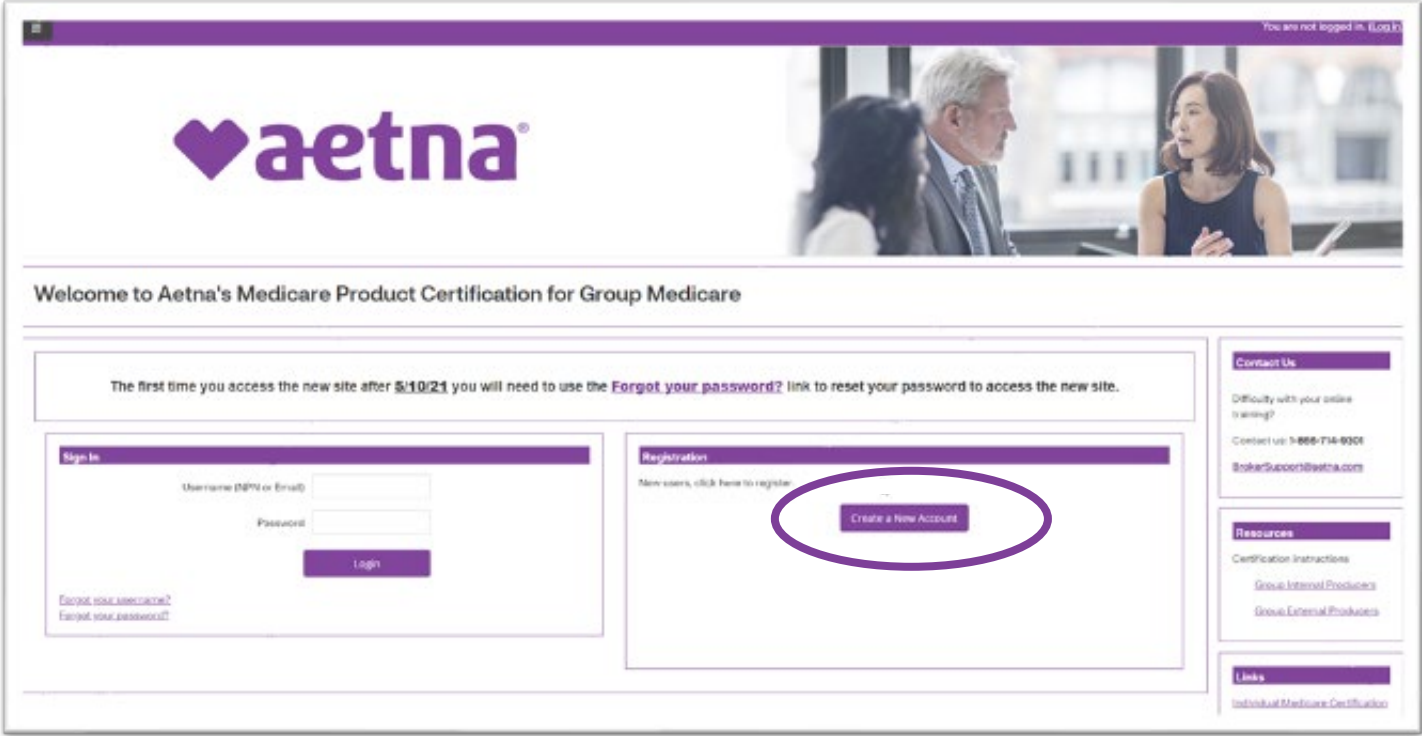 You are not logged in. (Log in
aetna®
Welcome to Aetna's Medicare Product Certification for Group Medicare
The first time you access the new site after 5/10/21 you will need to use the Forgot your password? link to reset your password to access the new site.
Sign In
Username (NPN or Email)
Password
Login
Forgot your username?
Forgot your password?
Registration
New users, click here to register.
Create a New Account
Contact Us
Difficulty with your online
training?
Contact us: 1-866-714-9301
BrokerSupport@aetna.com
Resources
Certification Instructions
Group Internal Producers
Group External Producers
Links
Individual Medicare Certification